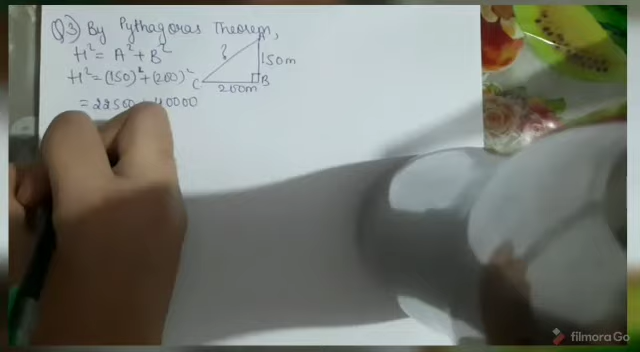 Q3) By Pythagoras Theorem,
H² = A² + B²
H² = (150)² + (200)²
= 22500 + 40000
?
A
150m
C
B
200m
filmora Go